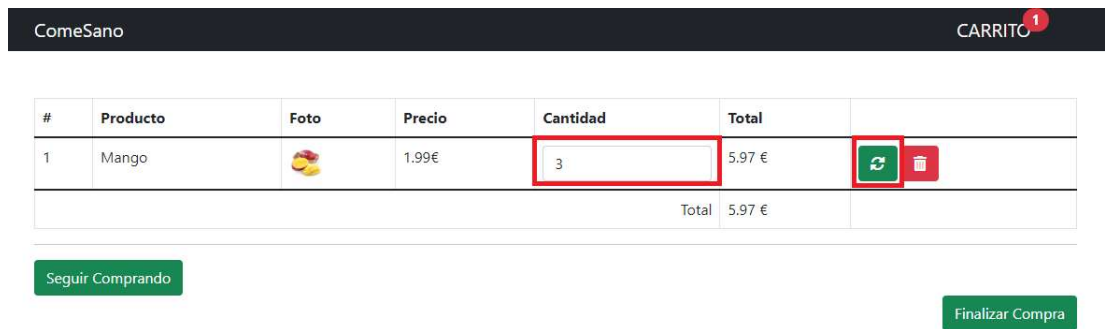 ComeSano CARRITO 1
# Producto Foto Precio Cantidad Total
1 Mango 1.99€ 3 5.97 €
Total 5.97 €
Seguir Comprando
Finalizar Compra